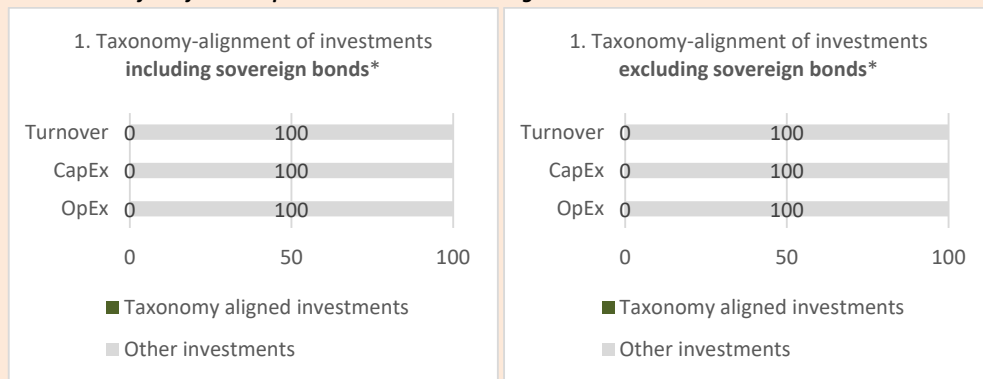 1. Taxonomy-alignment of investments
including sovereign bonds*
Turnover 0 100
CapEx 0 100
OpEx 0 100
0 50 100
Taxonomy aligned investments
Other investments
1. Taxonomy-alignment of investments
excluding sovereign bonds*
Turnover 0 100
CapEx 0 100
OpEx 0 100
0 50 100
Taxonomy aligned investments
Other investments